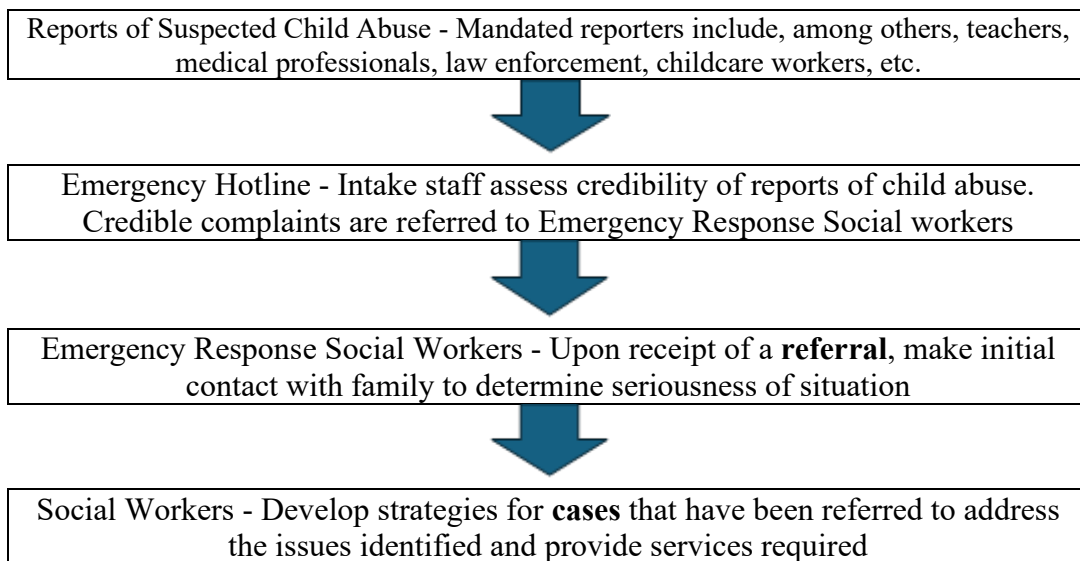 Reports of Suspected Child Abuse - Mandated reporters include, among others, teachers,
medical professionals, law enforcement, childcare workers, etc.
Emergency Hotline - Intake staff assess credibility of reports of child abuse.
Credible complaints are referred to Emergency Response Social workers
Emergency Response Social Workers - Upon receipt of a referral, make initial
contact with family to determine seriousness of situation
Social Workers - Develop strategies for cases that have been referred to address
the issues identified and provide services required